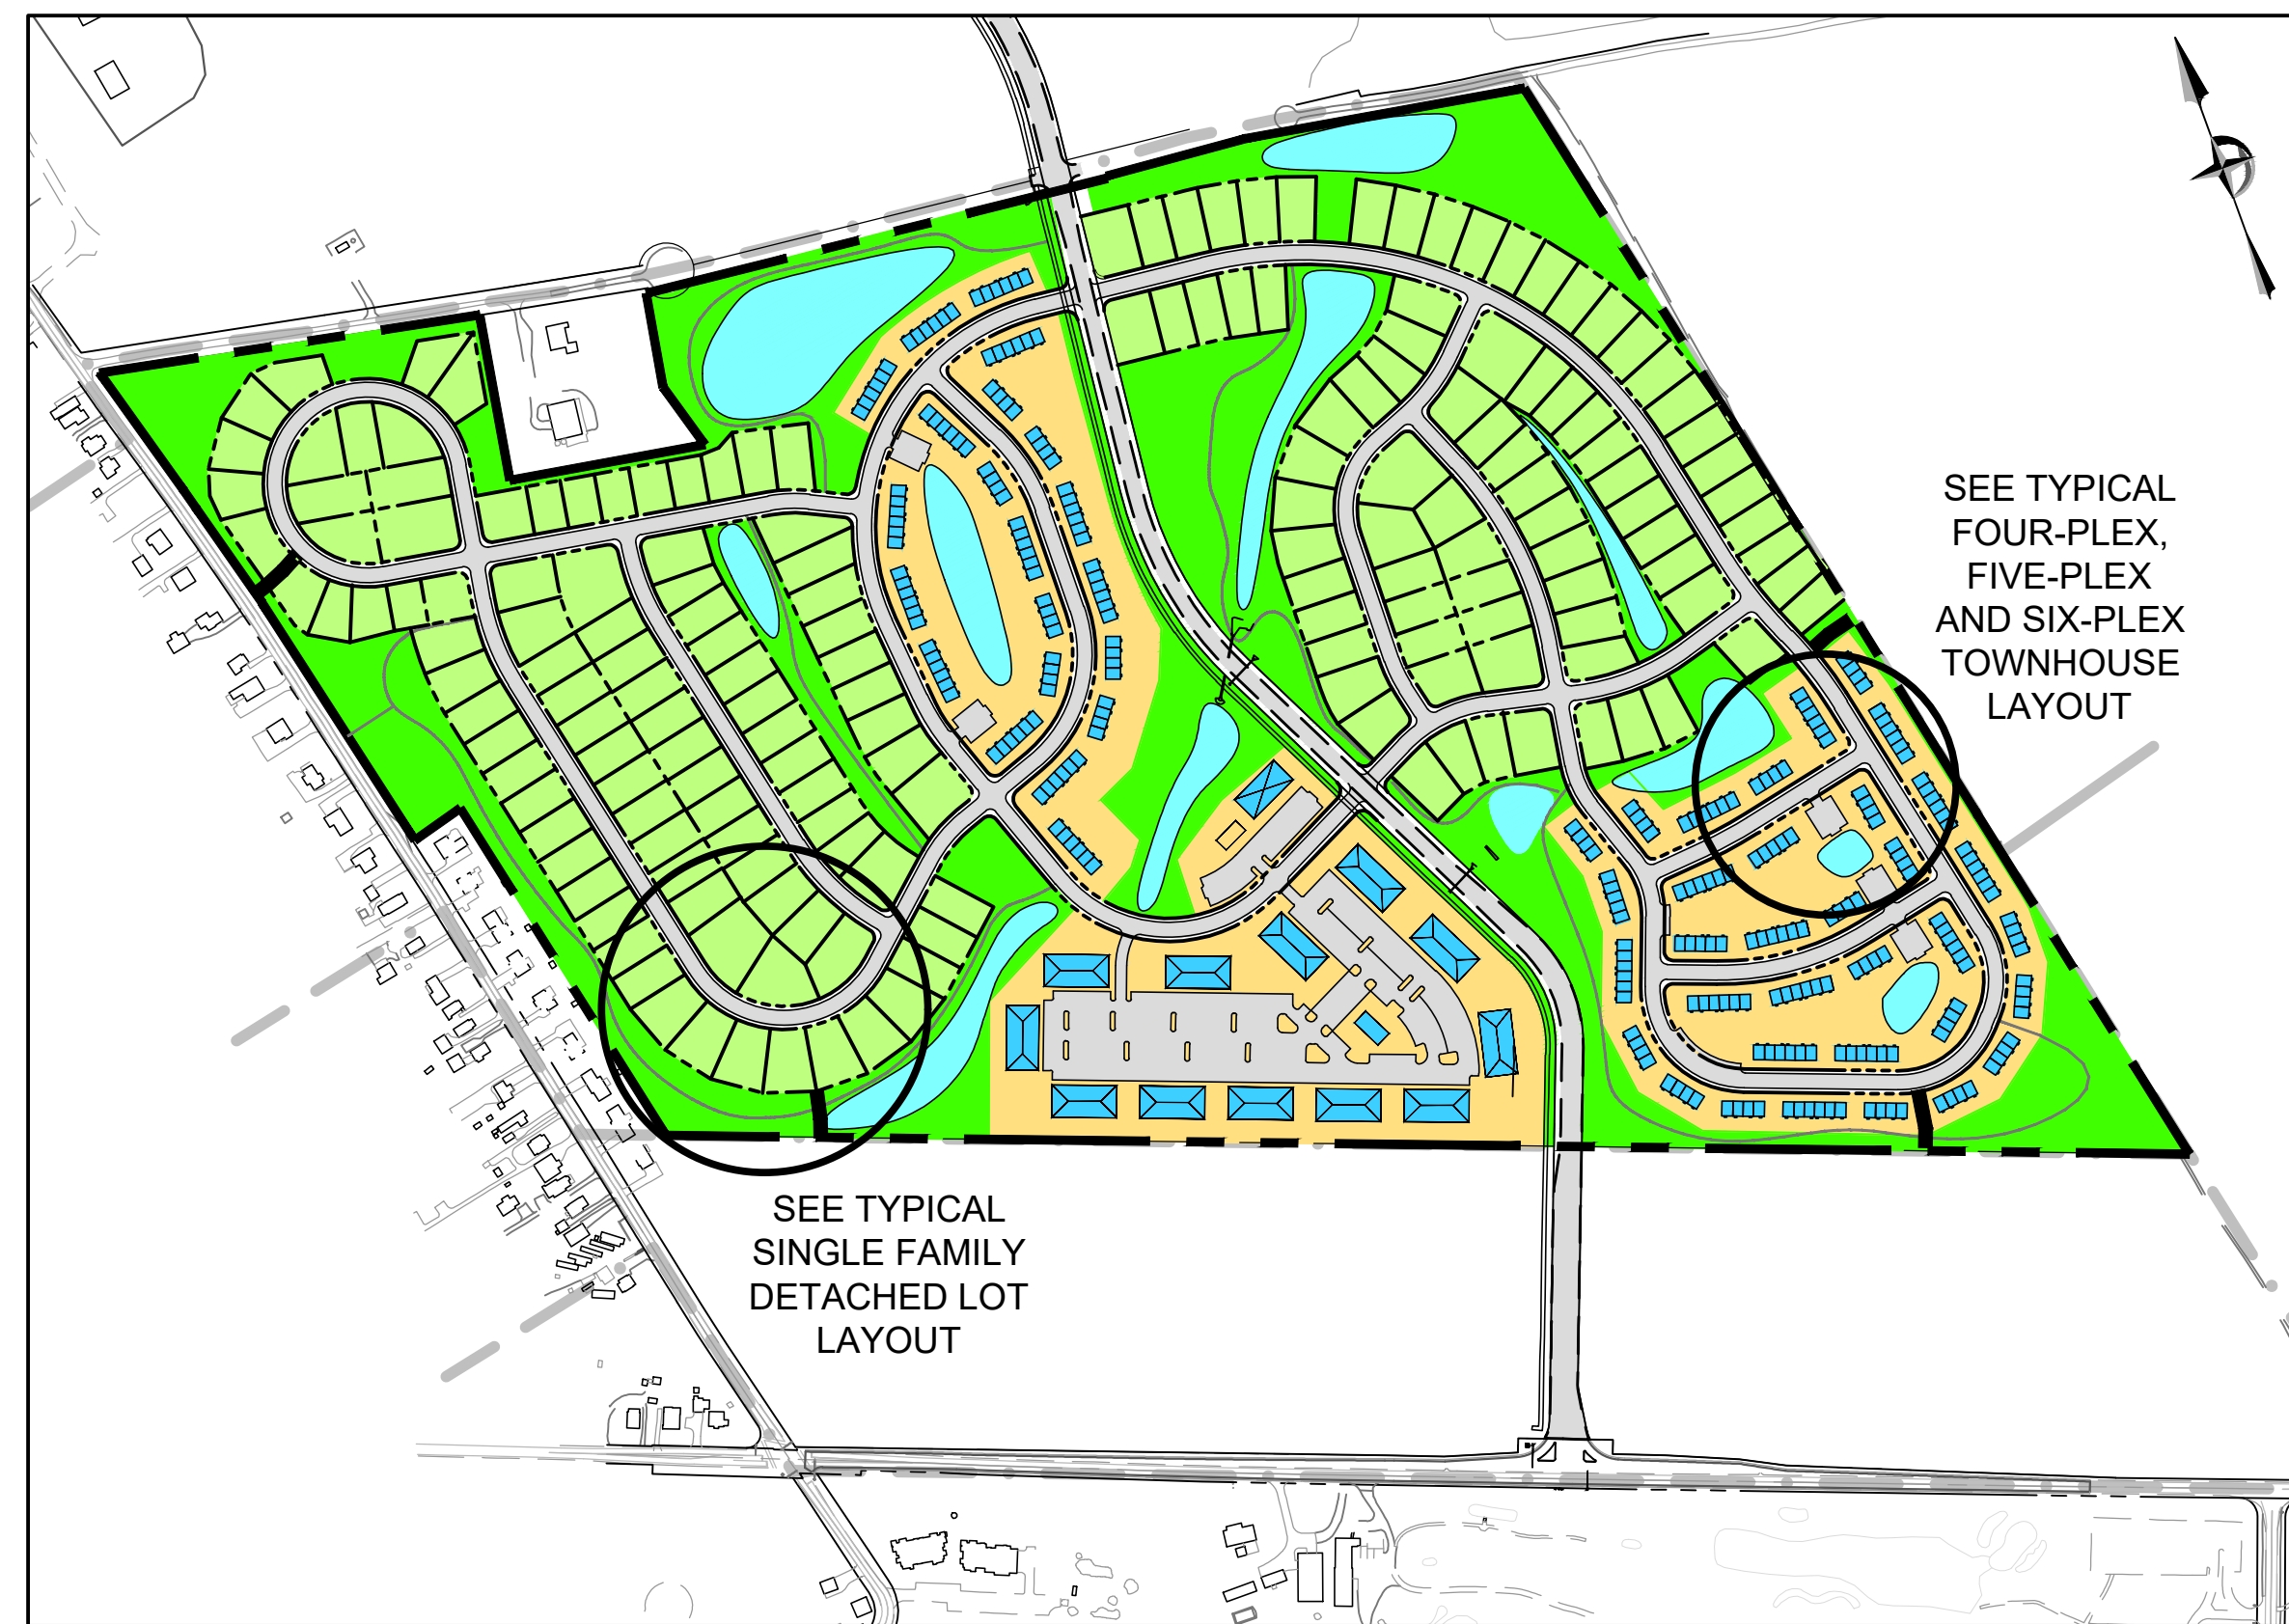 SEE TYPICAL
FOUR-PLEX,
FIVE-PLEX
AND SIX-PLEX
TOWNHOUSE
LAYOUT
SEE TYPICAL
SINGLE FAMILY
DETACHED LOT
LAYOUT